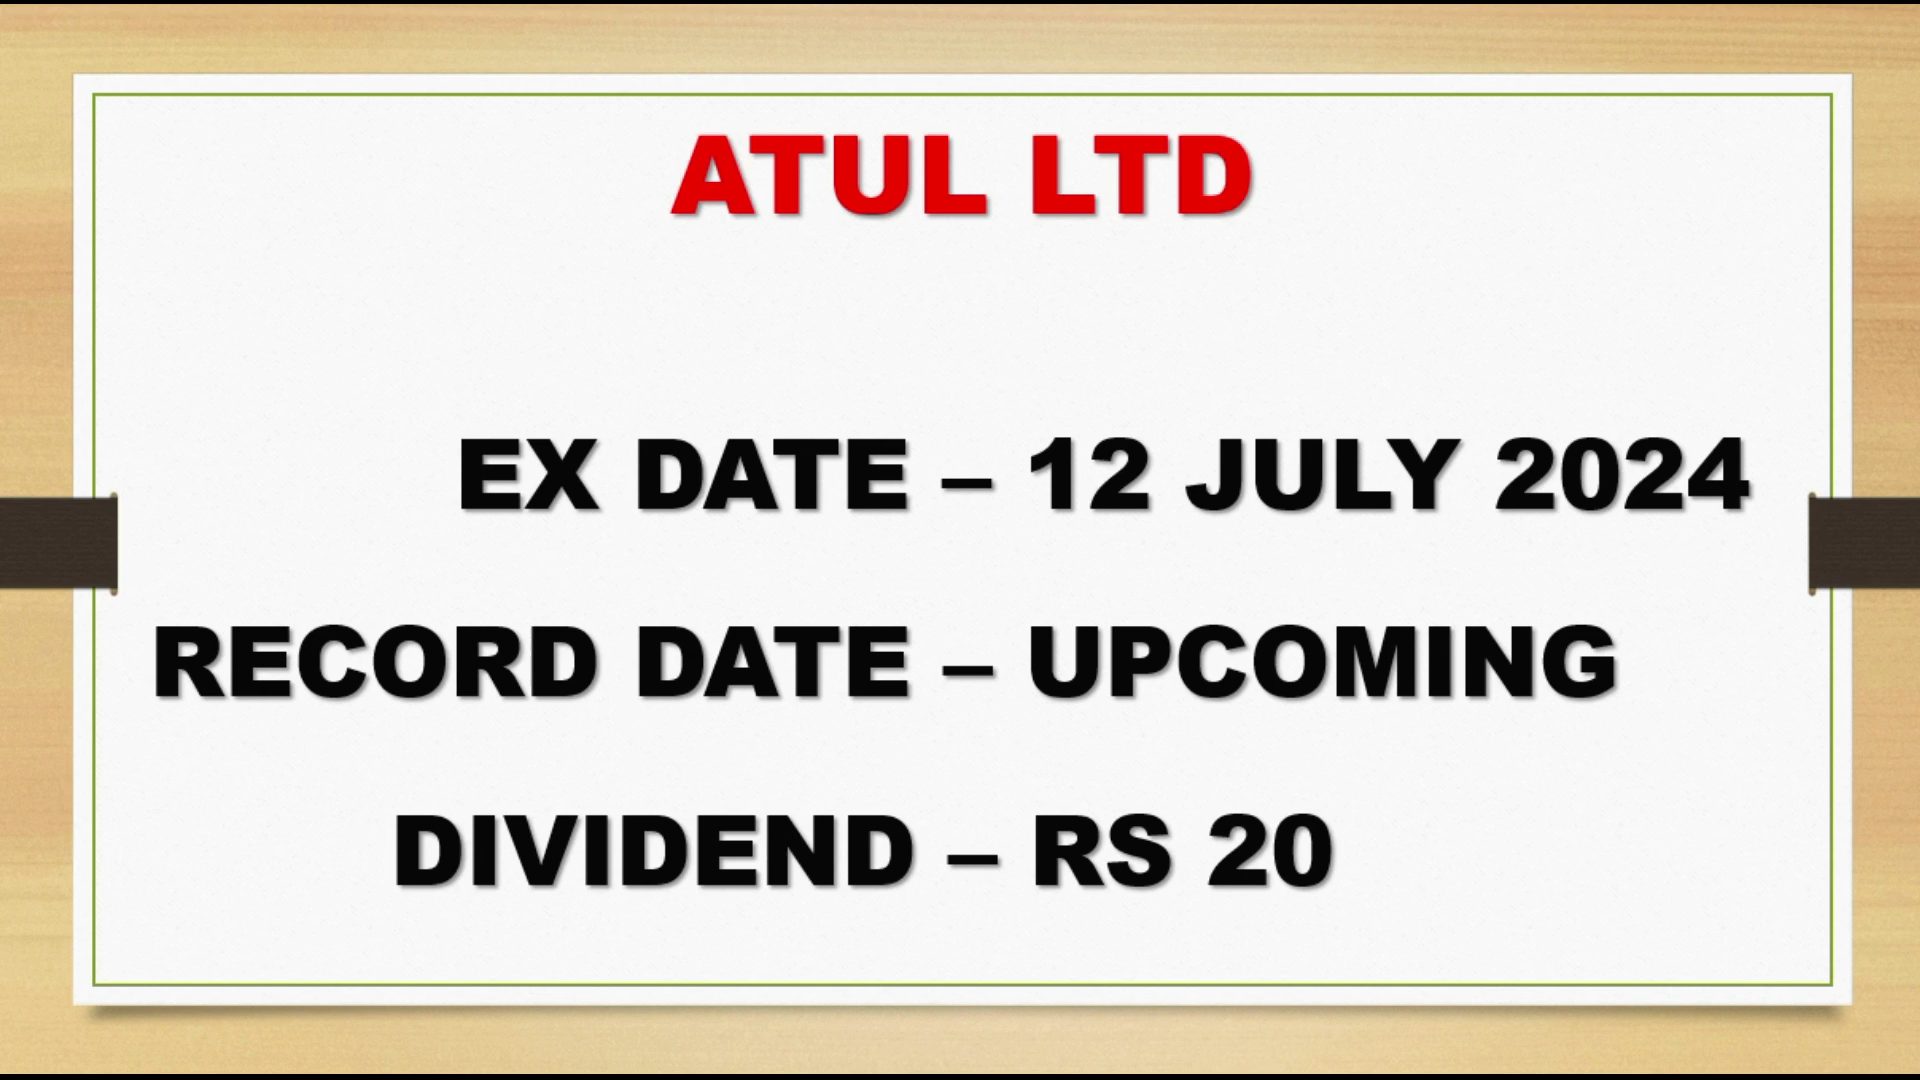 ATUL LTD
EX DATE – 12 JULY 2024
RECORD DATE – UPCOMING
DIVIDEND – RS 20